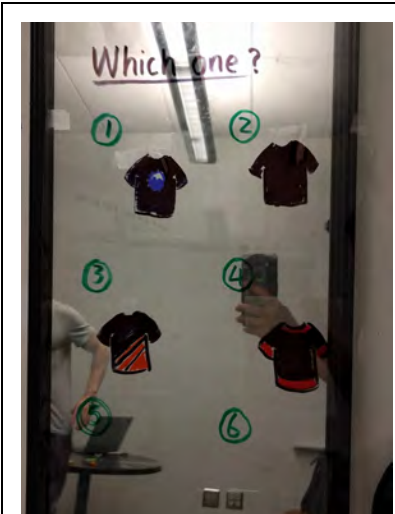 Which one?
① ②
③ ④
⑤ ⑥